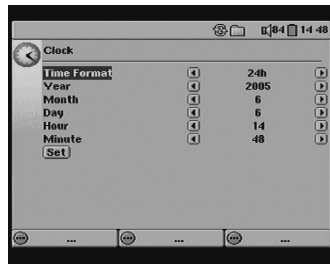 84 14 48
Clock
Time Format 24h
Year 2005
Month 6
Day 6
Hour 14
Minute 48
Set
... ... ...